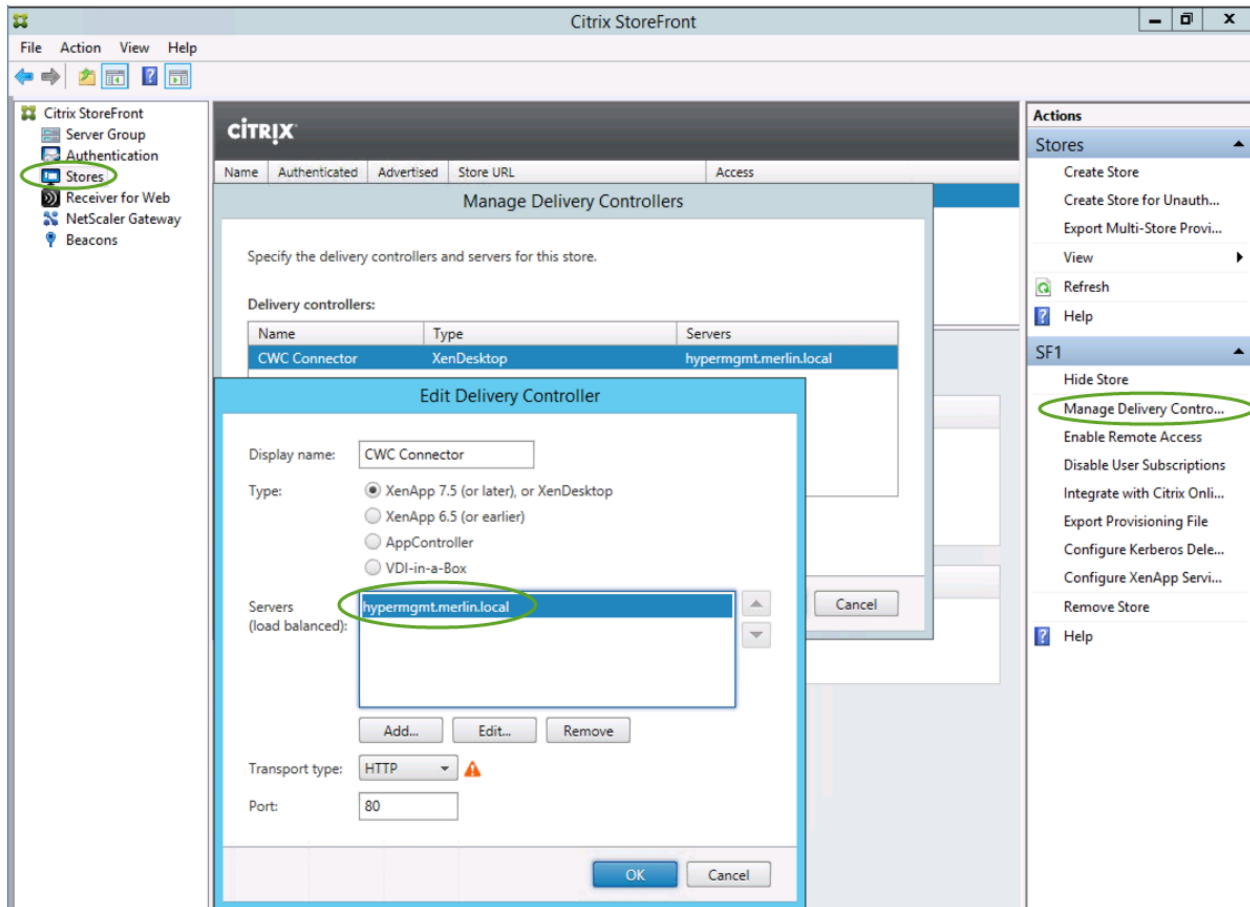 Citrix StoreFront
File Action View Help
Citrix StoreFront
Server Group
Authentication
Stores
Receiver for Web
NetScaler Gateway
Beacons
CİTRIX
Name Authenticated Advertised Store URL Access
Manage Delivery Controllers
Specify the delivery controllers and servers for this store.
Delivery controllers:
Name Type Servers
CWC Connector XenDesktop hypermgmt.merlin.local
Cancel
Edit Delivery Controller
Display name: CWC Connector
Type: XenApp 7.5 (or later), or XenDesktop
XenApp 6.5 (or earlier)
AppController
VDI-in-a-Box
Servers
(load balanced):
hypermgmt.merlin.local
Add... Edit... Remove
Transport type: HTTP
Port: 80
OK Cancel
Actions
Stores
Create Store
Create Store for Unauth...
Export Multi-Store Provi...
View
Refresh
Help
SF1
Hide Store
Manage Delivery Contro...
Enable Remote Access
Disable User Subscriptions
Integrate with Citrix Onli...
Export Provisioning File
Configure Kerberos Dele...
Configure XenApp Servi...
Remove Store
Help